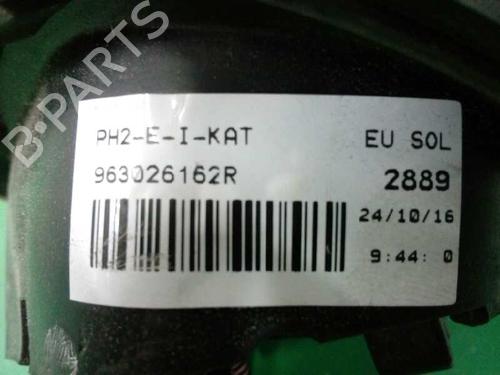 B-PARTS
PH2-E-I-KAT
EU SOL
963026162R
2889
24/10/16
9:44: 0